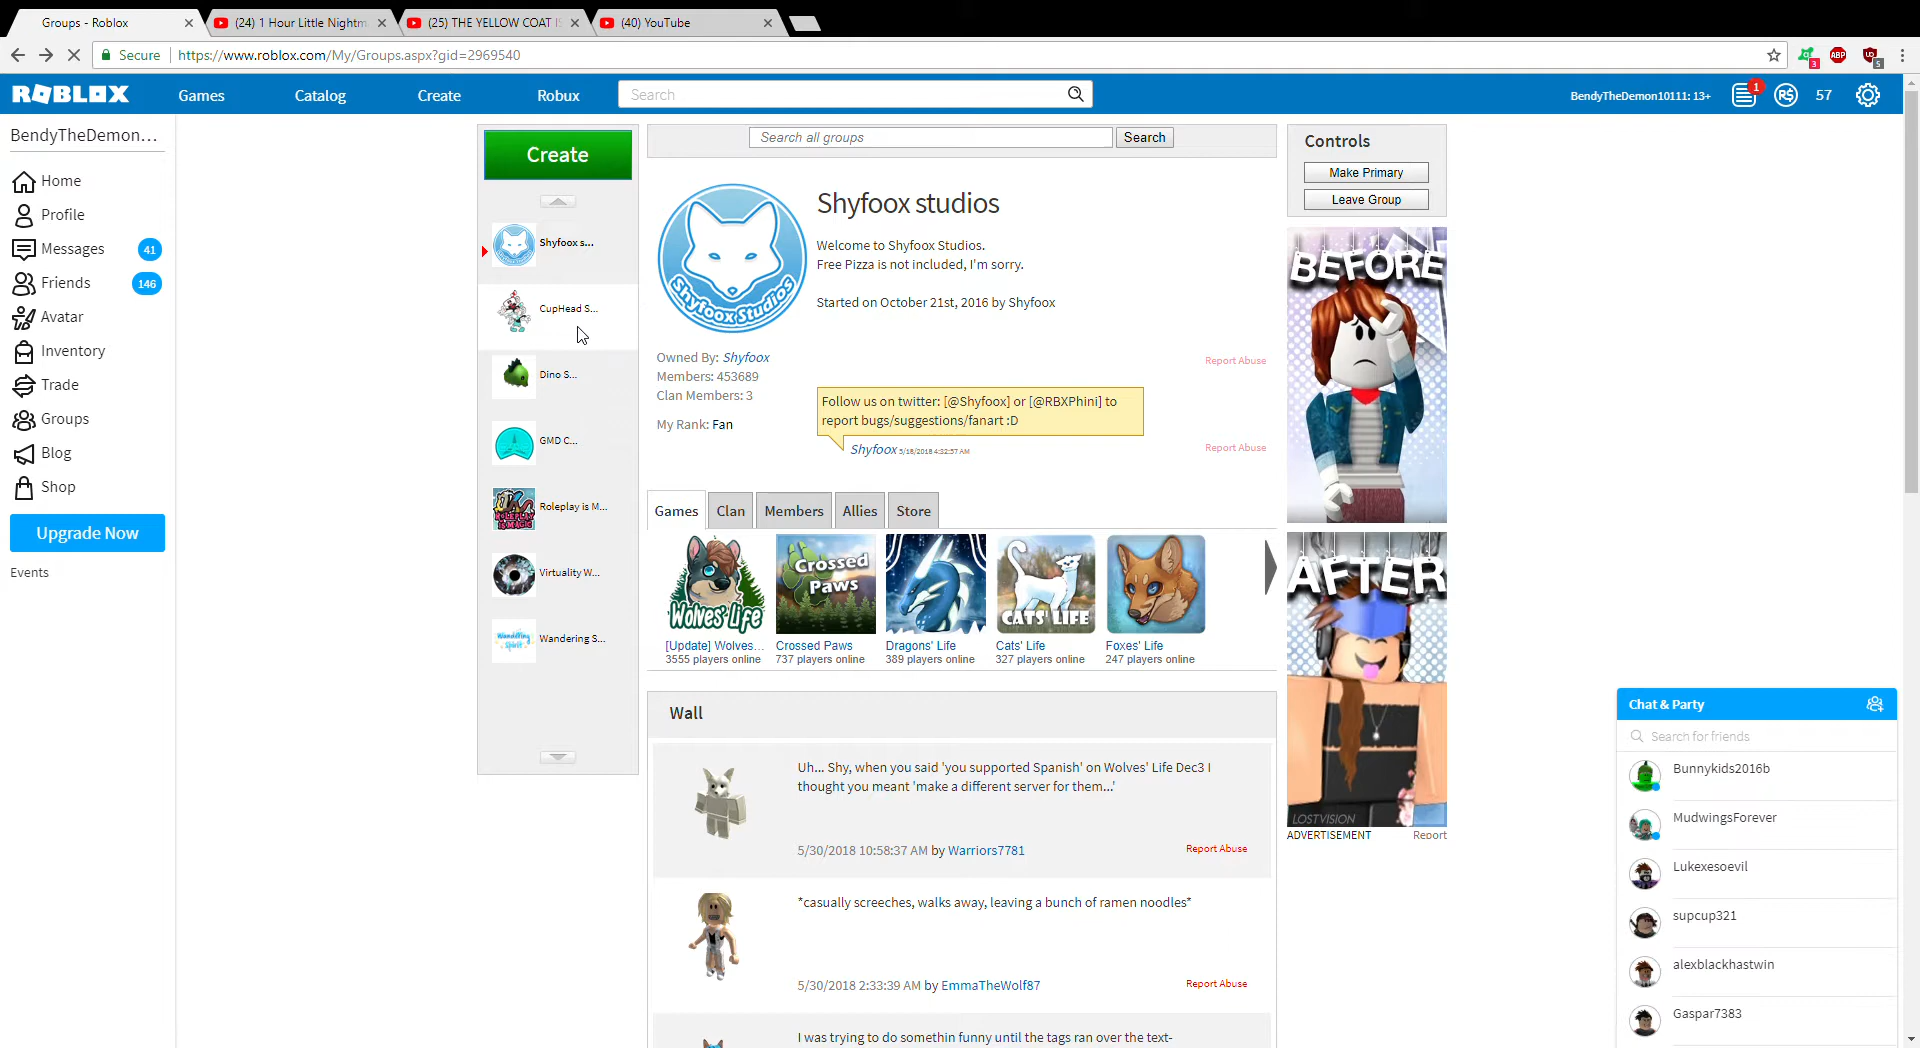 Groups - Roblox
(24) 1 Hour Little Nightm
(25) THE YELLOW COAT I
(40) YouTube
Secure
https://www.roblox.com/My/Groups.aspx?gid=2969540
ABP
3
5
ROBLOX
Games
Catalog
Create
Robux
Search
BendyTheDemon10111: 13+
1
R$
57
BendyTheDemon...
Home
Profile
Messages
41
Friends
146
Avatar
Inventory
Trade
Groups
Blog
Shop
Upgrade Now
Events
Create
Shyfoox s...
CupHead S...
Dino S...
GMD C...
Roleplay is M...
Virtuality W...
Wandering S...
Search all groups
Search
Shyfoox Studios
Shyfoox studios
Welcome to Shyfoox Studios.
Free Pizza is not included, I'm sorry.
Started on October 21st, 2016 by Shyfoox
Owned By: Shyfoox
Members: 453689
Clan Members: 3
My Rank: Fan
Report Abuse
Follow us on twitter: [@Shyfoox] or [@RBXPhini] to
report bugs/suggestions/fanart :D
Shyfoox 5/18/2018 4:32:57 AM
Report Abuse
Games
Clan
Members
Allies
Store
Wolves' Life
Crossed Paws
CATS' LIFE
[Update] Wolves...
3555 players online
Crossed Paws
737 players online
Dragons' Life
389 players online
Cats' Life
327 players online
Foxes' Life
247 players online
Wall
Uh... Shy, when you said 'you supported Spanish' on Wolves' Life Dec3 I
thought you meant 'make a different server for them...'
5/30/2018 10:58:37 AM by Warriors7781
Report Abuse
*casually screeches, walks away, leaving a bunch of ramen noodles*
5/30/2018 2:33:39 AM by EmmaTheWolf87
Report Abuse
I was trying to do somethin funny until the tags ran over the text-
Controls
Make Primary
Leave Group
BEFORE
AFTER
LOSTVISION
ADVERTISEMENT
Report
Chat & Party
Search for friends
Bunnykids2016b
MudwingsForever
Lukexesoevil
supcup321
alexblackhastwin
Gaspar7383